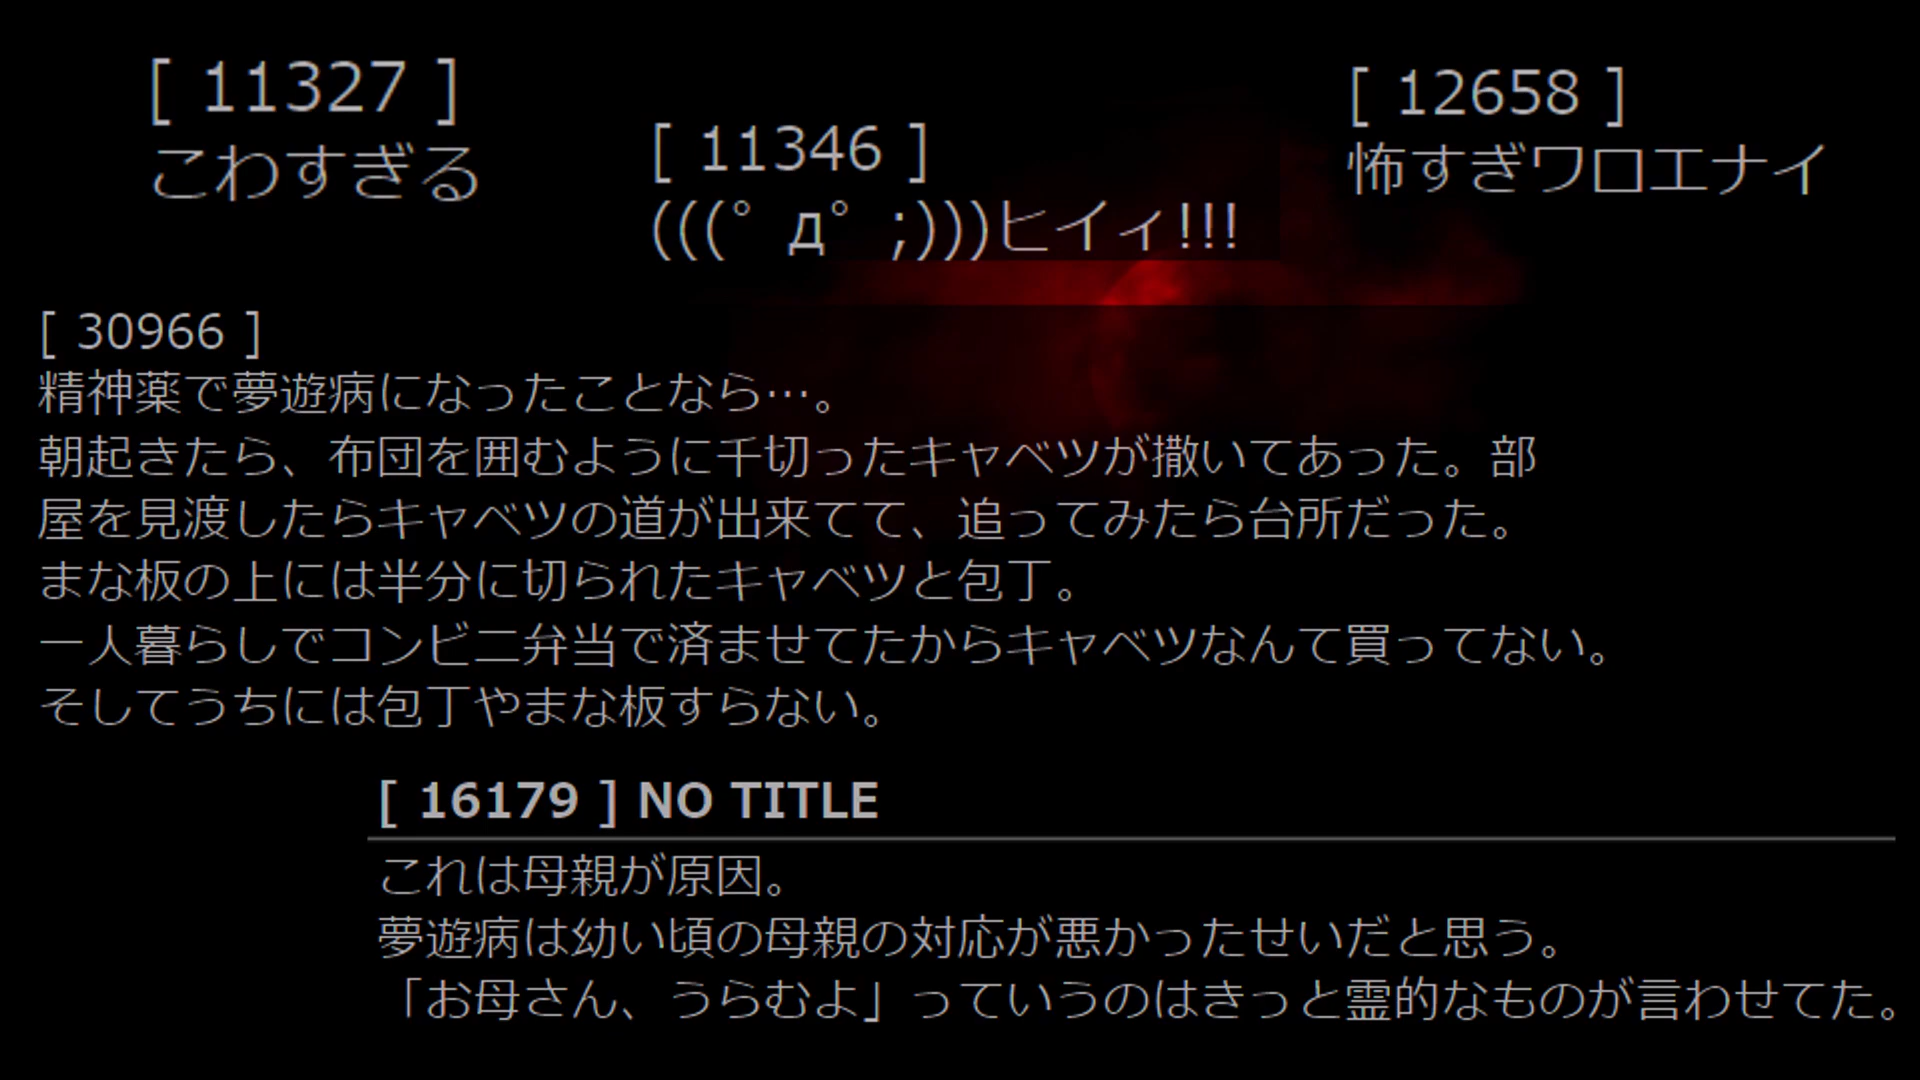 [ 11327 ]
こわすぎる
[ 11346 ]
(((゜д゜;)))ヒイィ!!!
[ 12658 ]
怖すぎワロエナイ
[ 30966 ]
精神薬で夢遊病になったことなら…。
朝起きたら、布団を囲むように千切ったキャベツが撒いてあった。部
屋を見渡したらキャベツの道が出来てて、追ってみたら台所だった。
まな板の上には半分に切られたキャベツと包丁。
一人暮らしでコンビニ弁当で済ませてたからキャベツなんて買ってない。
そしてうちには包丁やまな板すらない。
[ 16179 ] NO TITLE
これは母親が原因。
夢遊病は幼い頃の母親の対応が悪かったせいだと思う。
「お母さん、うらむよ」っていうのはきっと霊的なものが言わせてた。